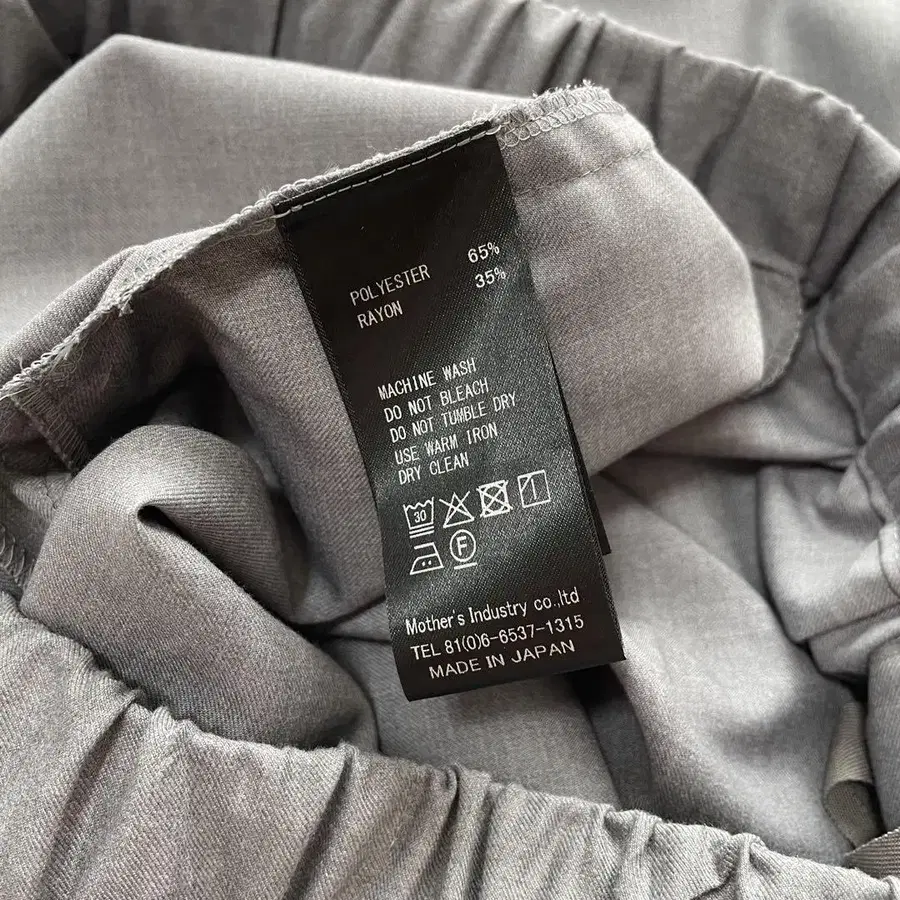 POLYESTER 65%
RAYON 35%
MACHINE WASH
DO NOT BLEACH
DO NOT TUMBLE DRY
USE WARM IRON
DRY CLEAN
30
F
Mother's Industry co.,ltd
TEL 81(0)6-6537-1315
MADE IN JAPAN